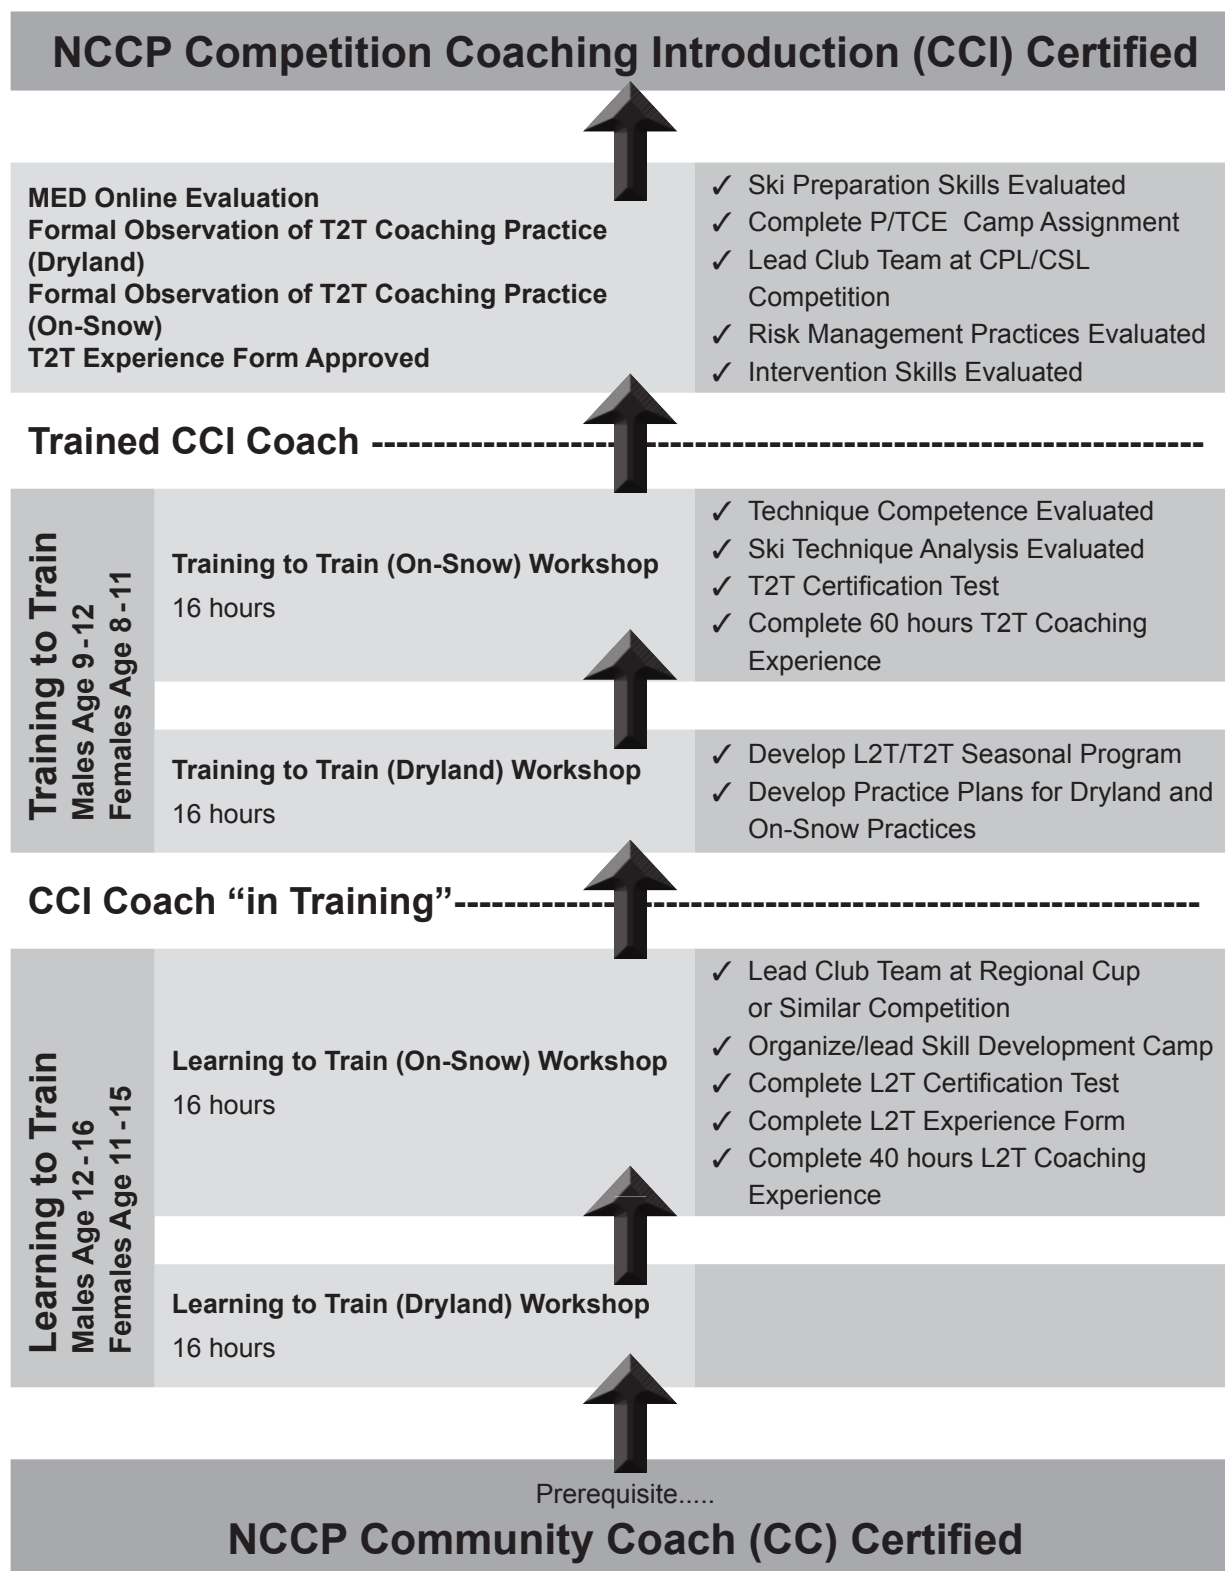 NCCP Competition Coaching Introduction (CCI) Certified
MED Online Evaluation
Formal Observation of T2T Coaching Practice
(Dryland)
Formal Observation of T2T Coaching Practice
(On-Snow)
T2T Experience Form Approved
✓ Ski Preparation Skills Evaluated
✓ Complete P/TCE Camp Assignment
✓ Lead Club Team at CPL/CSL
Competition
✓ Risk Management Practices Evaluated
✓ Intervention Skills Evaluated
Trained CCI Coach
Training to Train
Males Age 9-12
Females Age 8-11
Training to Train (On-Snow) Workshop
16 hours
✓ Technique Competence Evaluated
✓ Ski Technique Analysis Evaluated
✓ T2T Certification Test
✓ Complete 60 hours T2T Coaching
Experience
Training to Train (Dryland) Workshop
16 hours
✓ Develop L2T/T2T Seasonal Program
✓ Develop Practice Plans for Dryland and
On-Snow Practices
CCI Coach “in Training”
Learning to Train
Males Age 12-16
Females Age 11-15
Learning to Train (On-Snow) Workshop
16 hours
✓ Lead Club Team at Regional Cup
or Similar Competition
✓ Organize/lead Skill Development Camp
✓ Complete L2T Certification Test
✓ Complete L2T Experience Form
✓ Complete 40 hours L2T Coaching
Experience
Learning to Train (Dryland) Workshop
16 hours
Prerequisite.....
NCCP Community Coach (CC) Certified